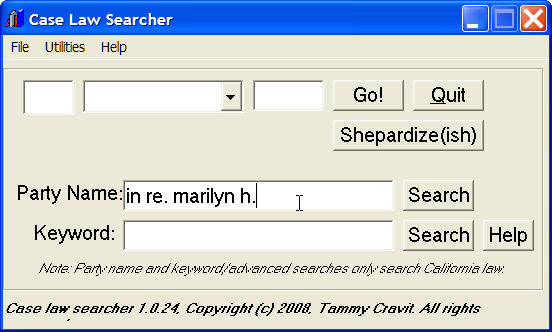 Case Law Searcher
File Utilities Help
Go! Quit
Shepardize(ish)
Party Name: in re. marilyn h. Search
Keyword: Search Help
Note: Party name and keyword/advanced searches only search California law.
Case law searcher 1.0.24, Copyright (c) 2008, Tammy Cravit. All rights